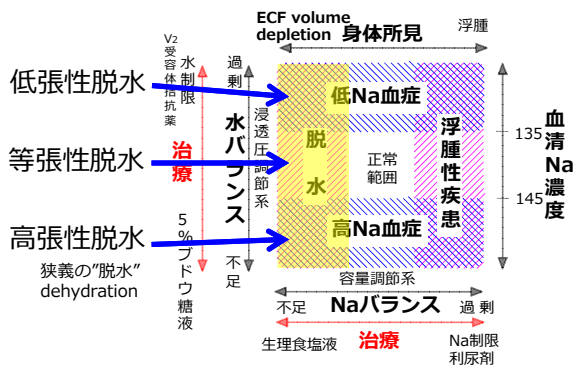 ECF volume
depletion
身体所見
浮腫
低張性脱水
等張性脱水
高張性脱水
狭義の”脱水”
dehydration
V₂受容体拮抗薬
水制限
治療
5%ブドウ糖液
過剰
水バランス
不足
浸透圧調節系
低Na血症
脱水
正常
範囲
浮腫性疾患
高Na血症
135
145
血清Na濃度
容量調節系
不足
Naバランス
過剰
生理食塩液
治療
Na制限
利尿剤